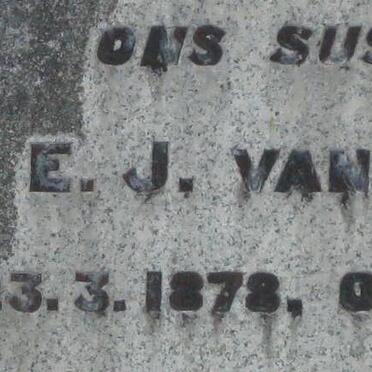 ONS SUS
E. J. VAN
3.3.1878, O